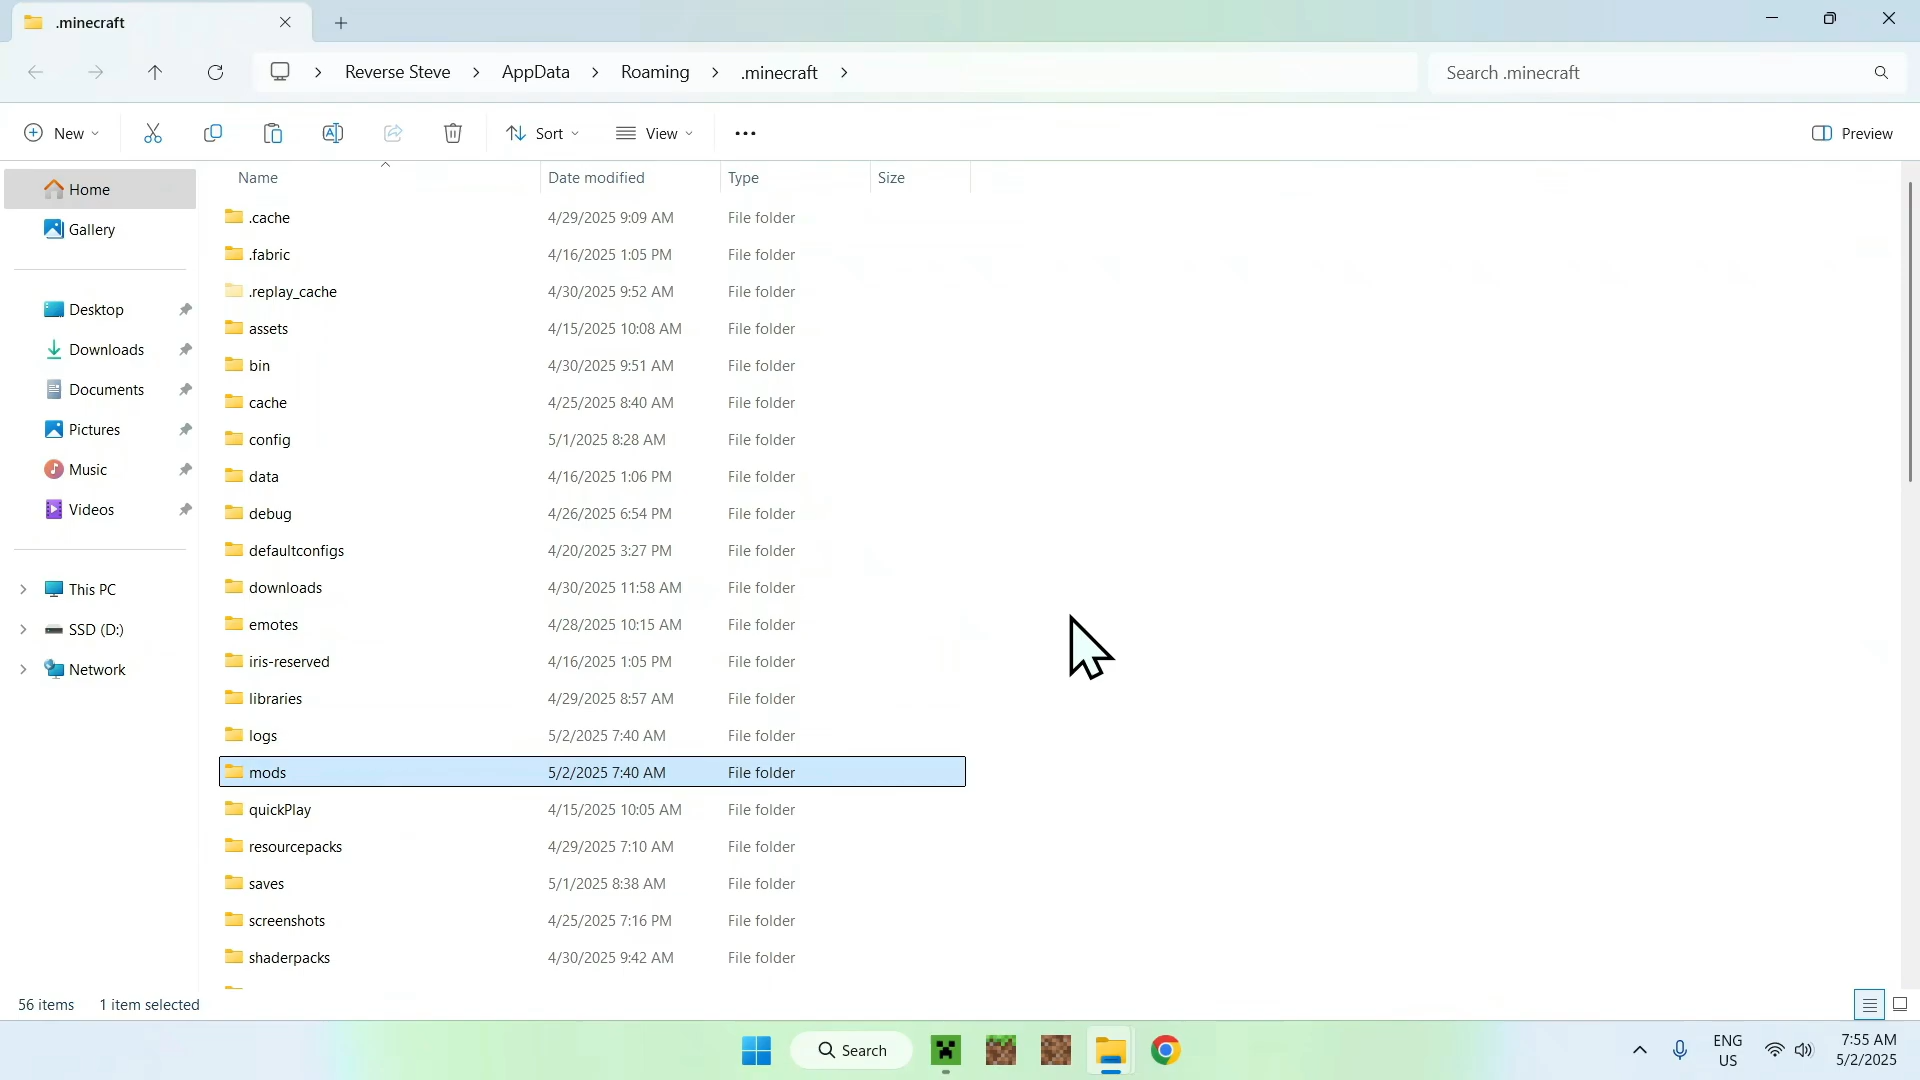 .minecraft
Reverse Steve
AppData
Roaming
.minecraft
Search .minecraft
New
Sort
View
Preview
Name Date modified Type Size
Home
Gallery
Desktop
Downloads
Documents
Pictures
Music
Videos
This PC
SSD (D:)
Network
.cache 4/29/2025 9:09 AM File folder
.fabric 4/16/2025 1:05 PM File folder
.replay_cache 4/30/2025 9:52 AM File folder
assets 4/15/2025 10:08 AM File folder
bin 4/30/2025 9:51 AM File folder
cache 4/25/2025 8:40 AM File folder
config 5/1/2025 8:28 AM File folder
data 4/16/2025 1:06 PM File folder
debug 4/26/2025 6:54 PM File folder
defaultconfigs 4/20/2025 3:27 PM File folder
downloads 4/30/2025 11:58 AM File folder
emotes 4/28/2025 10:15 AM File folder
iris-reserved 4/16/2025 1:05 PM File folder
libraries 4/29/2025 8:57 AM File folder
logs 5/2/2025 7:40 AM File folder
mods 5/2/2025 7:40 AM File folder
quickPlay 4/15/2025 10:05 AM File folder
resourcepacks 4/29/2025 7:10 AM File folder
saves 5/1/2025 8:38 AM File folder
screenshots 4/25/2025 7:16 PM File folder
shaderpacks 4/30/2025 9:42 AM File folder
56 items 1 item selected
Search
ENG
US
7:55 AM
5/2/2025